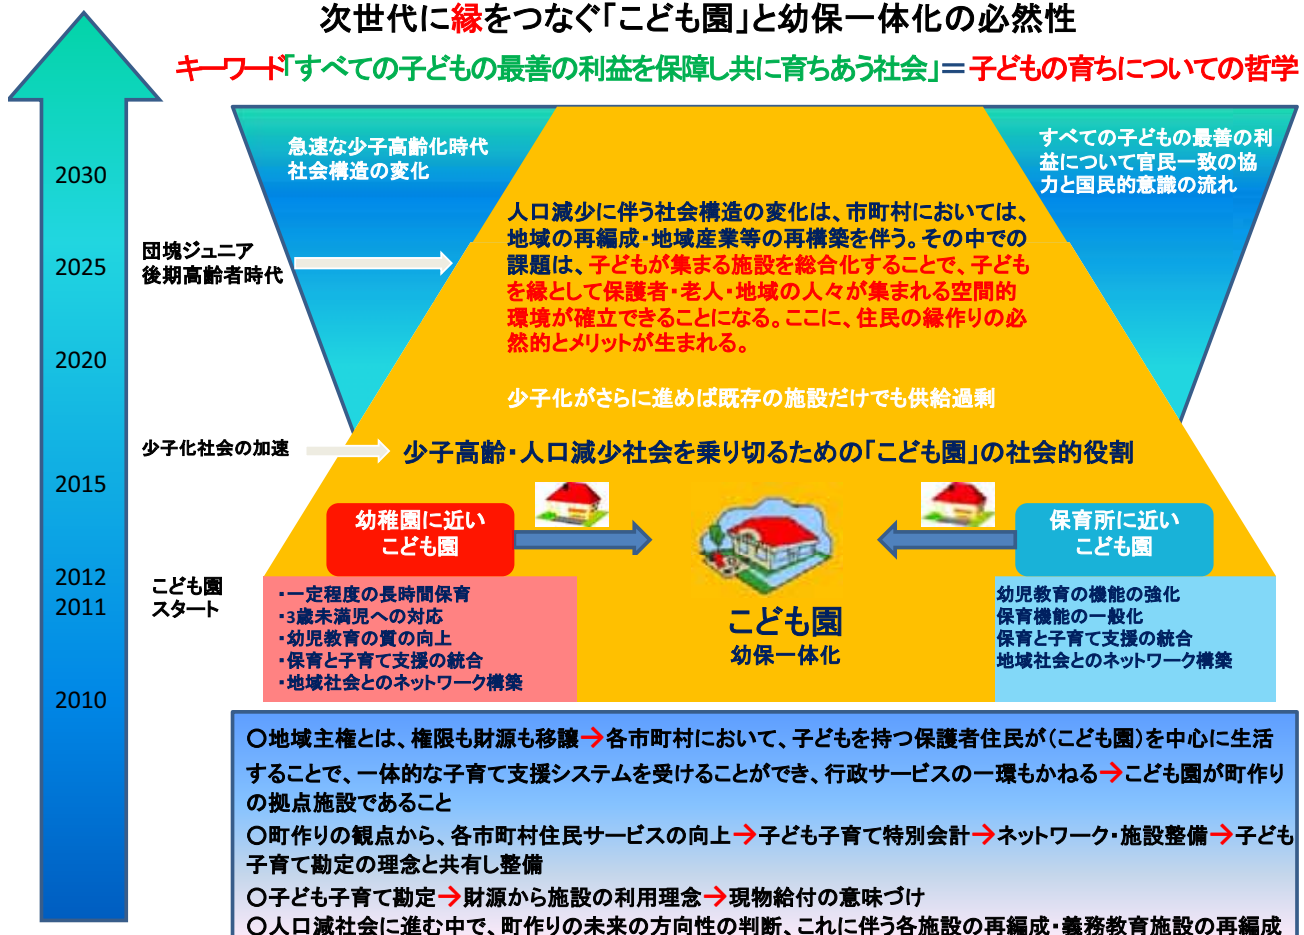 次世代に縁をつなぐ「こども園」と幼保一体化の必然性
キーワード「すべての子どもの最善の利益を保障し共に育ちあう社会」＝子どもの育ちについての哲学
急速な少子高齢化時代
社会構造の変化
すべての子どもの最善の利
益について官民一致の協
力と国民的意識の流れ
2030
人口減少に伴う社会構造の変化は、市町村においては、
地域の再編成・地域産業等の再構築を伴う。その中での
課題は、子どもが集まる施設を総合化することで、子ども
を縁として保護者・老人・地域の人々が集まれる空間的
環境が確立できることになる。ここに、住民の縁作りの必
然的とメリットが生まれる。
団塊ジュニア
後期高齢者時代
2025
2020
少子化がさらに進めば既存の施設だけでも供給過剰
少子化社会の加速
少子高齢・人口減少社会を乗り切るための「こども園」の社会的役割
2015
幼稚園に近い
こども園
保育所に近い
こども園
2012
2011
こども園
スタート
・一定程度の長時間保育
・3歳未満児への対応
・幼児教育の質の向上
・保育と子育て支援の統合
・地域社会とのネットワーク構築
こども園
幼保一体化
幼児教育の機能の強化
保育機能の一般化
保育と子育て支援の統合
地域社会とのネットワーク構築
2010
〇地域主権とは、権限も財源も移譲→各市町村において、子どもを持つ保護者住民が（こども園）を中心に生活
することで、一体的な子育て支援システムを受けることができ、行政サービスの一環もかねる→こども園が町作り
の拠点施設であること
〇町作りの観点から、各市町村住民サービスの向上→子ども子育て特別会計→ネットワーク・施設整備→子ども
子育て勘定の理念と共有し整備
〇子ども子育て勘定→財源から施設の利用理念→現物給付の意味づけ
〇人口減社会に進む中で、町作りの未来の方向性の判断、これに伴う各施設の再編成・義務教育施設の再編成